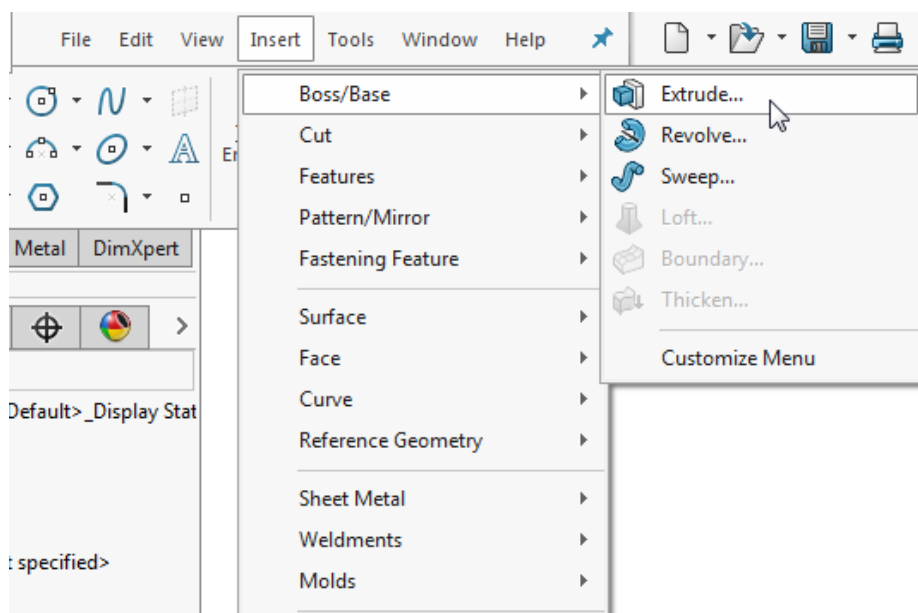 File Edit View Insert Tools Window Help
Boss/Base
Cut
Features
Pattern/Mirror
Fastening Feature
Surface
Face
Curve
Reference Geometry
Sheet Metal
Weldments
Molds
Extrude...
Revolve...
Sweep...
Loft...
Boundary...
Thicken...
Customize Menu
Metal DimXpert
Default>_Display Stat
specified>